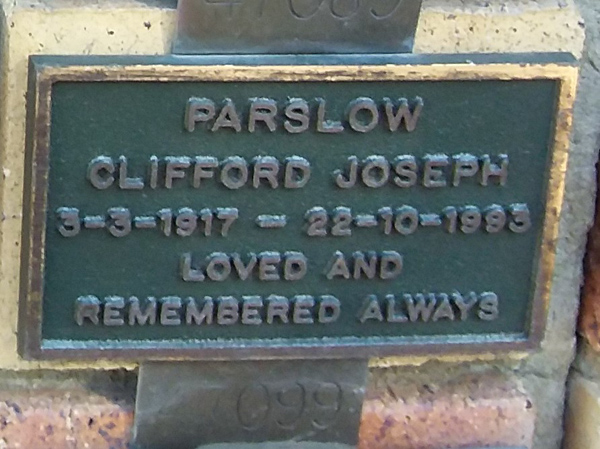 PARSLOW
CLIFFORD JOSEPH
3-3-1917 - 22-10-1993
LOVED AND
REMEMBERED ALWAYS